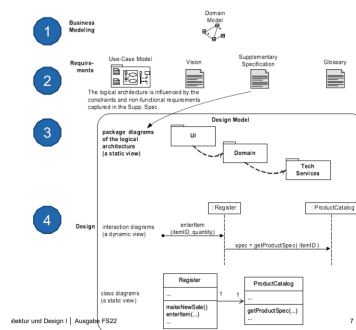 Domain
Model
1
Business
Modeling
2
Require-
ments
Use-Case Model
Vision
Supplementary
Specification
Glossary
The logical architecture is influenced by the
constraints and non-functional requirements
captured in the Supp. Spec.
3
Design Model
package diagrams
of the logical
architecture
(a static view)
UI
Domain
Tech
Services
4
Design
: Register
: ProductCatalog
interaction diagrams
(a dynamic view)
enterItem
(itemID, quantity)
spec = getProductSpec( itemID )
class diagrams
(a static view)
Register
...
makeNewSale()
enterItem(...)
...
1
1
ProductCatalog
...
getProductSpec(...)
...
itektur und Design I | Ausgabe FS22
7